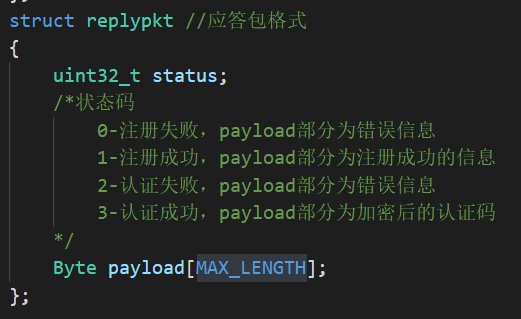 struct replypkt //应答包格式
{
uint32_t status;
/*状态码
0-注册失败，payload部分为错误信息
1-注册成功，payload部分为注册成功的信息
2-认证失败，payload部分为错误信息
3-认证成功，payload部分为加密后的认证码
*/
Byte payload[MAX_LENGTH];
};